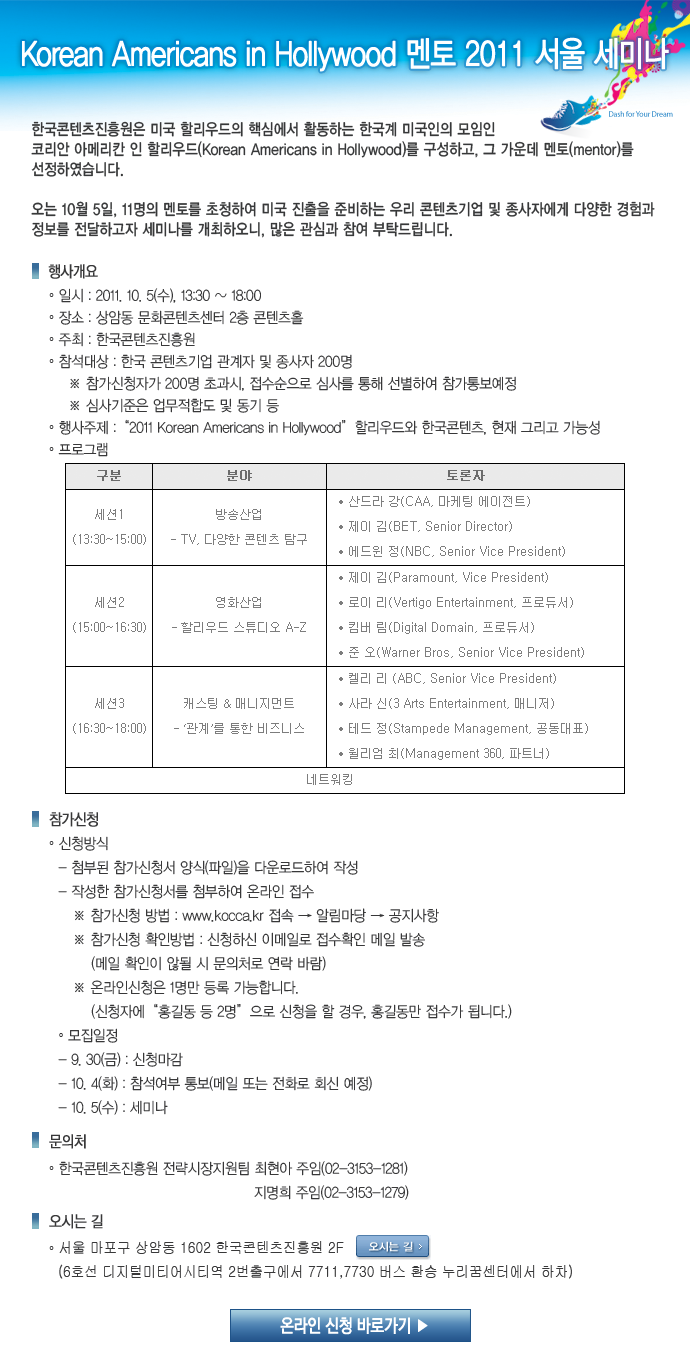 Korean Americans in Hollywood 멘토 2011 서울 세미나
Dash for Your Dream
한국콘텐츠진흥원은 미국 할리우드의 핵심에서 활동하는 한국계 미국인의 모임인
코리안 아메리칸 인 할리우드(Korean Americans in Hollywood)를 구성하고, 그 가운데 멘토(mentor)를
선정하였습니다.
오는 10월 5일, 11명의 멘토를 초청하여 미국 진출을 준비하는 우리 콘텐츠기업 및 종사자에게 다양한 경험과
정보를 전달하고자 세미나를 개최하오니, 많은 관심과 참여 부탁드립니다.
행사개요
◦ 일시 : 2011. 10. 5(수), 13:30 ~ 18:00
◦ 장소 : 상암동 문화콘텐츠센터 2층 콘텐츠홀
◦ 주최 : 한국콘텐츠진흥원
◦ 참석대상 : 한국 콘텐츠기업 관계자 및 종사자 200명
※ 참가신청자가 200명 초과시, 접수순으로 심사를 통해 선별하여 참가통보예정
※ 심사기준은 업무적합도 및 동기 등
◦ 행사주제 : “2011 Korean Americans in Hollywood” 할리우드와 한국콘텐츠, 현재 그리고 가능성
◦ 프로그램
구분 분야 토론자
세션1
(13:30~15:00)
방송산업
- TV, 다양한 콘텐츠 탐구
• 산드라 강(CAA, 마케팅 에이전트)
• 제이 김(BET, Senior Director)
• 에드윈 정(NBC, Senior Vice President)
세션2
(15:00~16:30)
영화산업
- 할리우드 스튜디오 A-Z
• 제이 김(Paramount, Vice President)
• 로이 리(Vertigo Entertainment, 프로듀서)
• 킴버 림(Digital Domain, 프로듀서)
• 준 오(Warner Bros, Senior Vice President)
세션3
(16:30~18:00)
캐스팅 & 매니지먼트
- ‘관계’를 통한 비즈니스
• 켈리 리 (ABC, Senior Vice President)
• 사라 신(3 Arts Entertainment, 매니저)
• 테드 정(Stampede Management, 공동대표)
• 윌리엄 최(Management 360, 파트너)
네트워킹
참가신청
◦ 신청방식
- 첨부된 참가신청서 양식(파일)을 다운로드하여 작성
- 작성한 참가신청서를 첨부하여 온라인 접수
※ 참가신청 방법 : www.kocca.kr 접속 → 알림마당 → 공지사항
※ 참가신청 확인방법 : 신청하신 이메일로 접수확인 메일 발송
(메일 확인이 않될 시 문의처로 연락 바람)
※ 온라인신청은 1명만 등록 가능합니다.
(신청자에 “홍길동 등 2명” 으로 신청을 할 경우, 홍길동만 접수가 됩니다.)
◦ 모집일정
- 9. 30(금) : 신청마감
- 10. 4(화) : 참석여부 통보(메일 또는 전화로 회신 예정)
- 10. 5(수) : 세미나
문의처
◦ 한국콘텐츠진흥원 전략시장지원팀 최현아 주임(02-3153-1281)
지명희 주임(02-3153-1279)
오시는 길
◦ 서울 마포구 상암동 1602 한국콘텐츠진흥원 2F 오시는 길 >
(6호선 디지털미티어시티역 2번출구에서 7711,7730 버스 환승 누리꿈센터에서 하차)
온라인 신청 바로가기 ▶